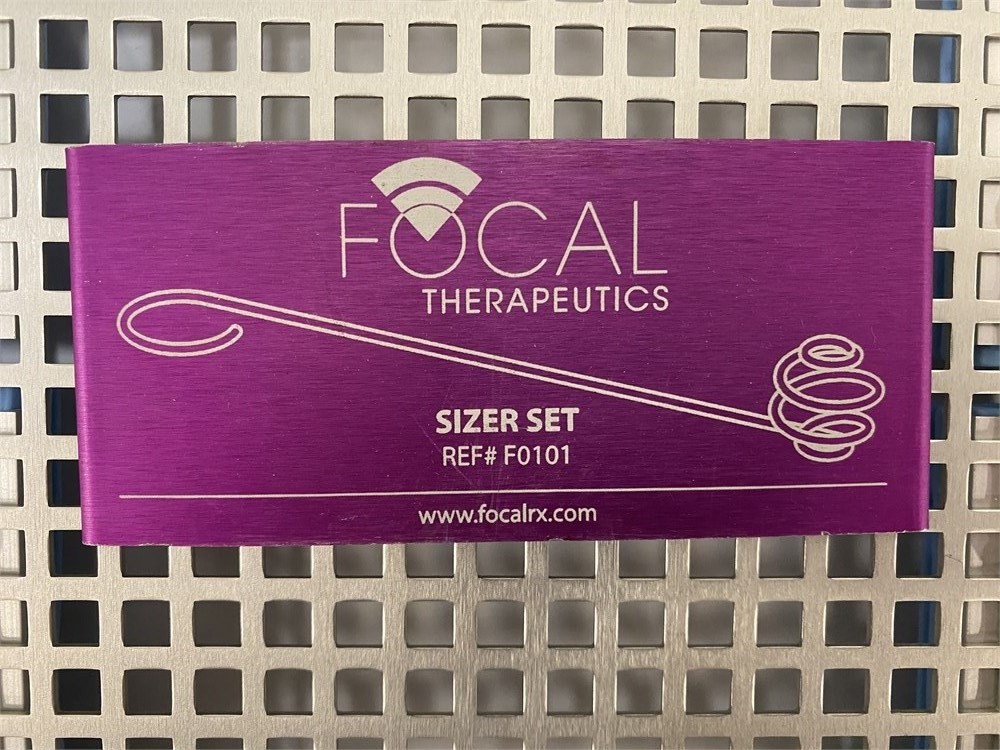 FOCAL
THERAPEUTICS
SIZER SET
REF# F0101
www.focalrx.com